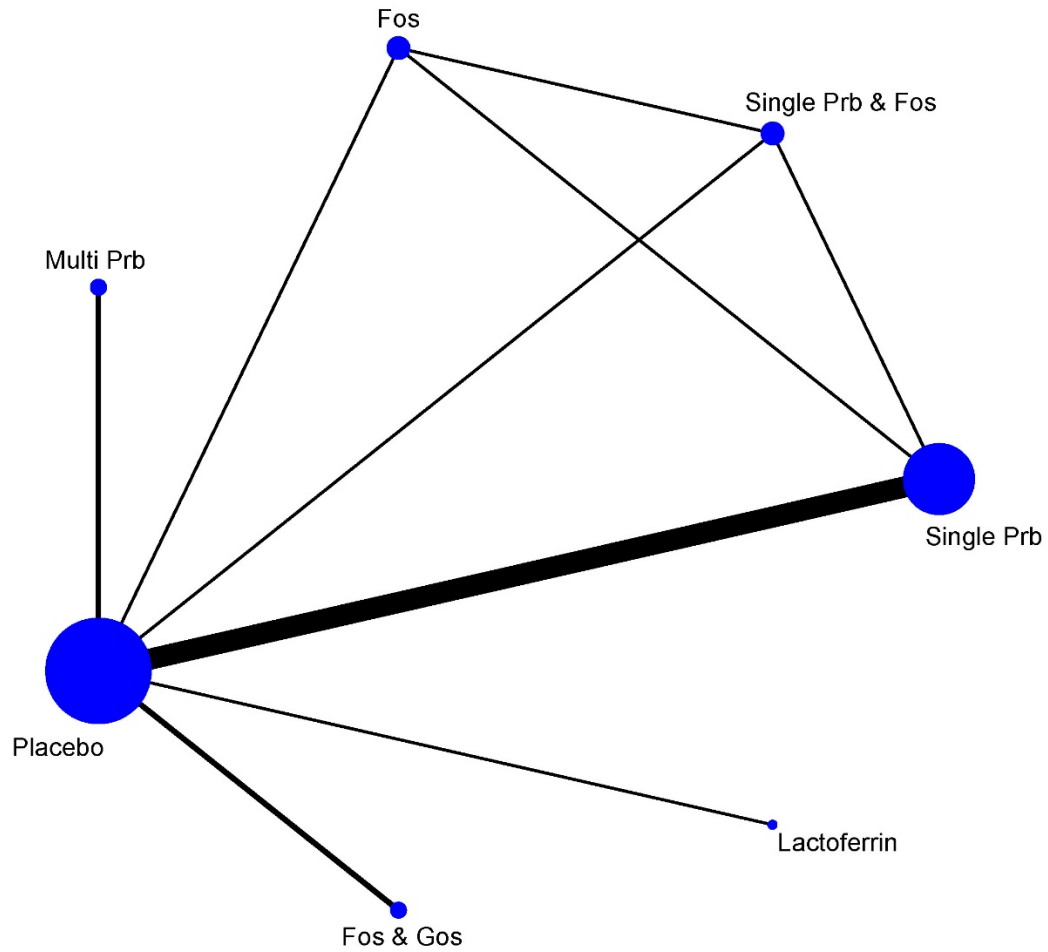 Fos
Single Prb & Fos
Multi Prb
Single Prb
Placebo
Lactoferrin
Fos & Gos